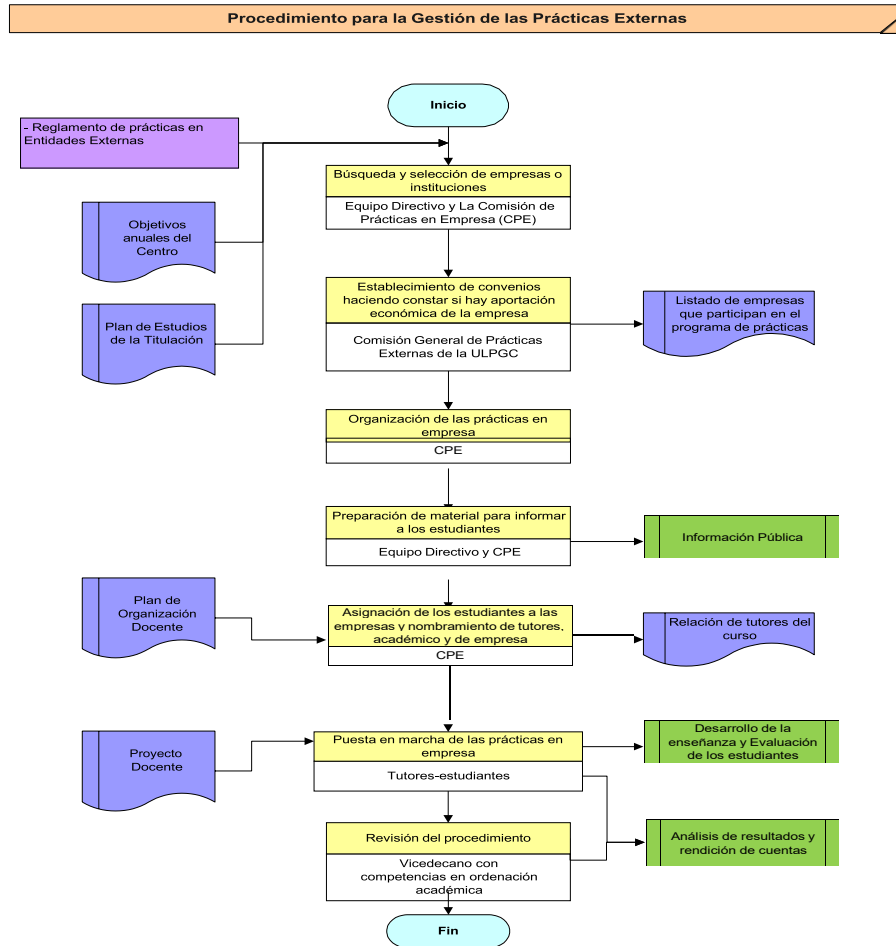 Procedimiento para la Gestión de las Prácticas Externas
Inicio
- Reglamento de prácticas en
Entidades Externas
Búsqueda y selección de empresas o
instituciones
Equipo Directivo y La Comisión de
Prácticas en Empresa (CPE)
Objetivos
anuales del
Centro
Establecimiento de convenios
haciendo constar si hay aportación
económica de la empresa
Comisión General de Prácticas
Externas de la ULPGC
Listado de empresas
que participan en el
programa de prácticas
Plan de Estudios
de la Titulación
Organización de las prácticas en
empresa
CPE
Preparación de material para informar
a los estudiantes
Equipo Directivo y CPE
Información Pública
Plan de
Organización
Docente
Asignación de los estudiantes a las
empresas y nombramiento de tutores,
académico y de empresa
CPE
Relación de tutores del
curso
Proyecto
Docente
Puesta en marcha de las prácticas en
empresa
Tutores-estudiantes
Desarrollo de la
enseñanza y Evaluación
de los estudiantes
Revisión del procedimiento
Vicedecano con
competencias en ordenación
académica
Análisis de resultados y
rendición de cuentas
Fin